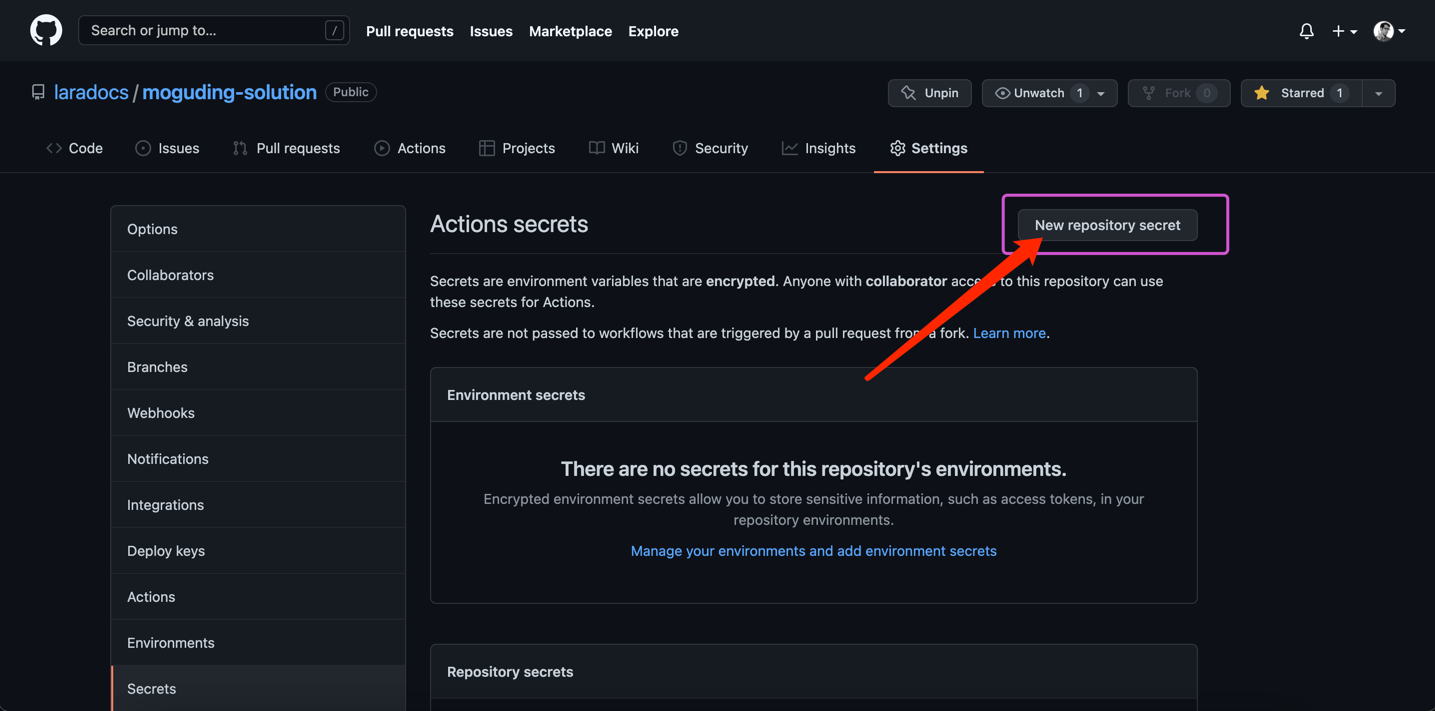 Search or jump to... /
Pull requests Issues Marketplace Explore
laradocs / moguding-solution Public
Unpin Unwatch 1 Fork 0 Starred 1
Code Issues Pull requests Actions Projects Wiki Security Insights Settings
Options
Collaborators
Security & analysis
Branches
Webhooks
Notifications
Integrations
Deploy keys
Actions
Environments
Secrets
Actions secrets
New repository secret
Secrets are environment variables that are encrypted. Anyone with collaborator access to this repository can use
these secrets for Actions.
Secrets are not passed to workflows that are triggered by a pull request from a fork. Learn more.
Environment secrets
There are no secrets for this repository's environments.
Encrypted environment secrets allow you to store sensitive information, such as access tokens, in your
repository environments.
Manage your environments and add environment secrets
Repository secrets